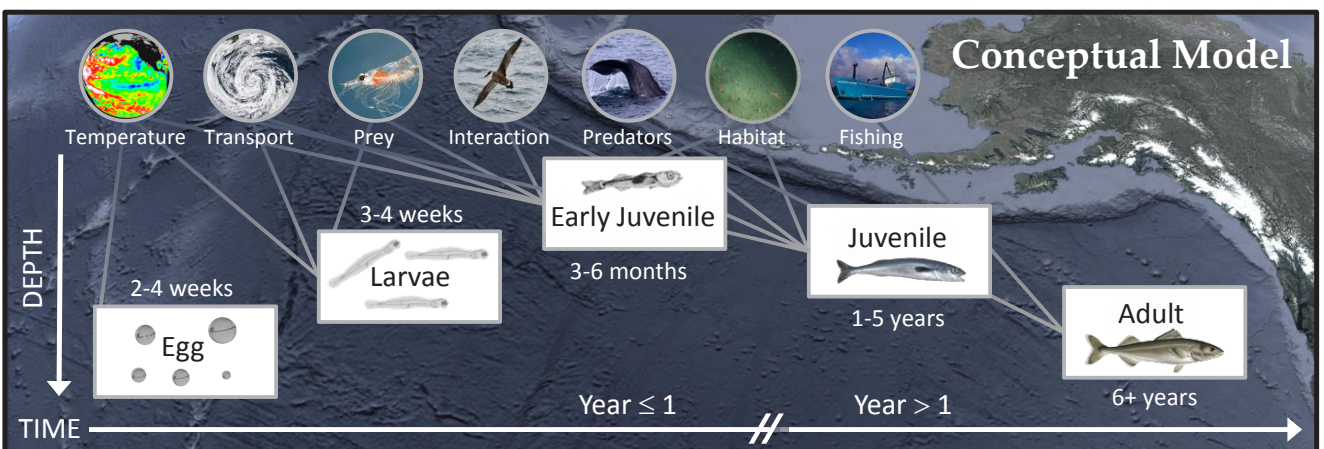 Conceptual Model
Temperature
Transport
Prey
Interaction
Predators
Habitat
Fishing
DEPTH
2-4 weeks
Egg
3-4 weeks
Larvae
Early Juvenile
3-6 months
Juvenile
1-5 years
Adult
6+ years
Year ≤ 1
Year > 1
TIME